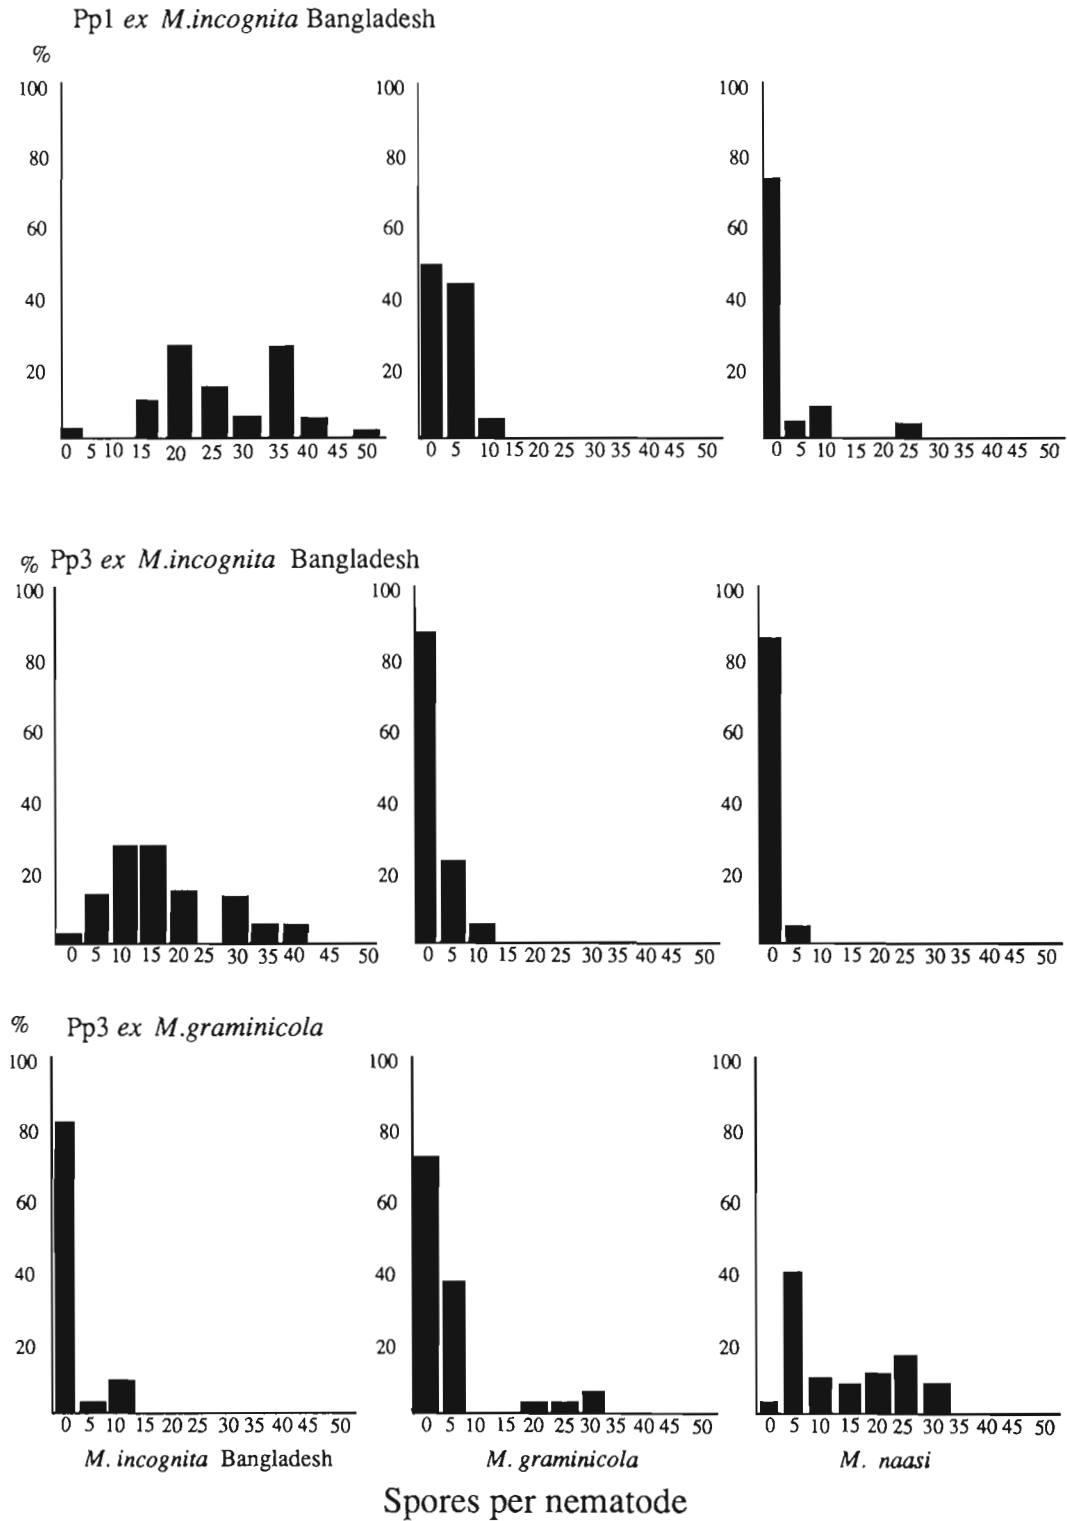 Pp1 ex M.incognita Bangladesh
%
100 100 100
80 80 80
60 60 60
40 40 40
20 20 20
0 5 10 15 20 25 30 35 40 45 50 0 5 10 15 20 25 30 35 40 45 50 0 5 10 15 20 25 30 35 40 45 50
% Pp3 ex M.incognita Bangladesh
100 100 100
80 80 80
60 60 60
40 40 40
20 20 20
0 5 10 15 20 25 30 35 40 45 50 0 5 10 15 20 25 30 35 40 45 50 0 5 10 15 20 25 30 35 40 45 50
% Pp3 ex M.graminicola
100 100 100
80 80 80
60 60 60
40 40 40
20 20 20
0 5 10 15 20 25 30 35 40 45 50 0 5 10 15 20 25 30 35 40 45 50 0 5 10 15 20 25 30 35 40 45 50
M. incognita Bangladesh M. graminicola M. naasi
Spores per nematode